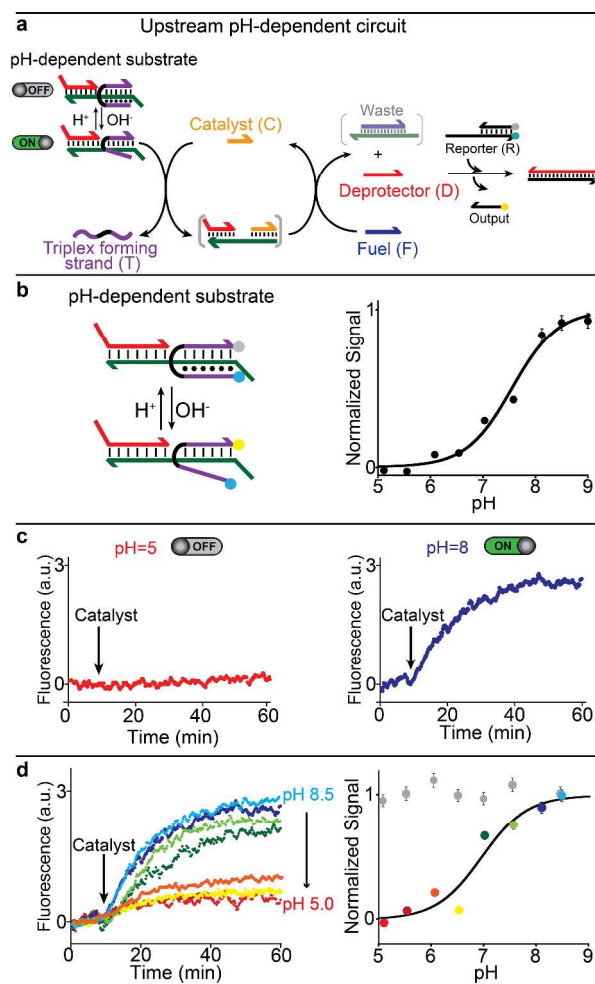 a
Upstream pH-dependent circuit
pH-dependent substrate
OFF
H+ OH-
ON
Catalyst (C)
Waste
+
Deprotector (D)
Reporter (R)
Output
Triplex forming
strand (T)
Fuel (F)
b
pH-dependent substrate
H+ OH-
Normalized Signal
1
0
5 6 7 8 9
pH
c
pH=5 OFF
Fluorescence (a.u.)
3
Catalyst
0
0 20 40 60
Time (min)
pH=8 ON
Fluorescence (a.u.)
3
Catalyst
0
0 20 40 60
Time (min)
d
Fluorescence (a.u.)
3
Catalyst
0
pH 8.5
pH 5.0
0 20 40 60
Time (min)
Normalized Signal
1
0
5 6 7 8 9
pH